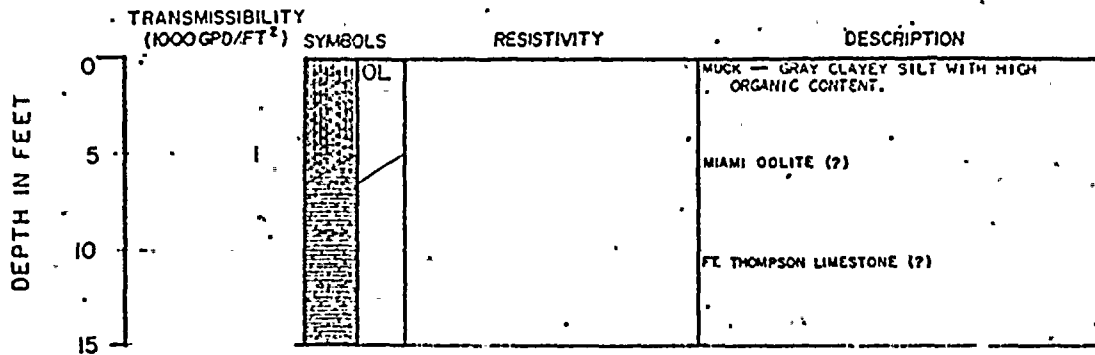 TRANSMISSIBILITY
(1000 GPD/FT²) SYMBOLS RESISTIVITY DESCRIPTION
DEPTH IN FEET
0 OL MUCK — GRAY CLAYEY SILT WITH HIGH
ORGANIC CONTENT.
5 1 MIAMI OOLITE (?)
10 FT. THOMPSON LIMESTONE (?)
15